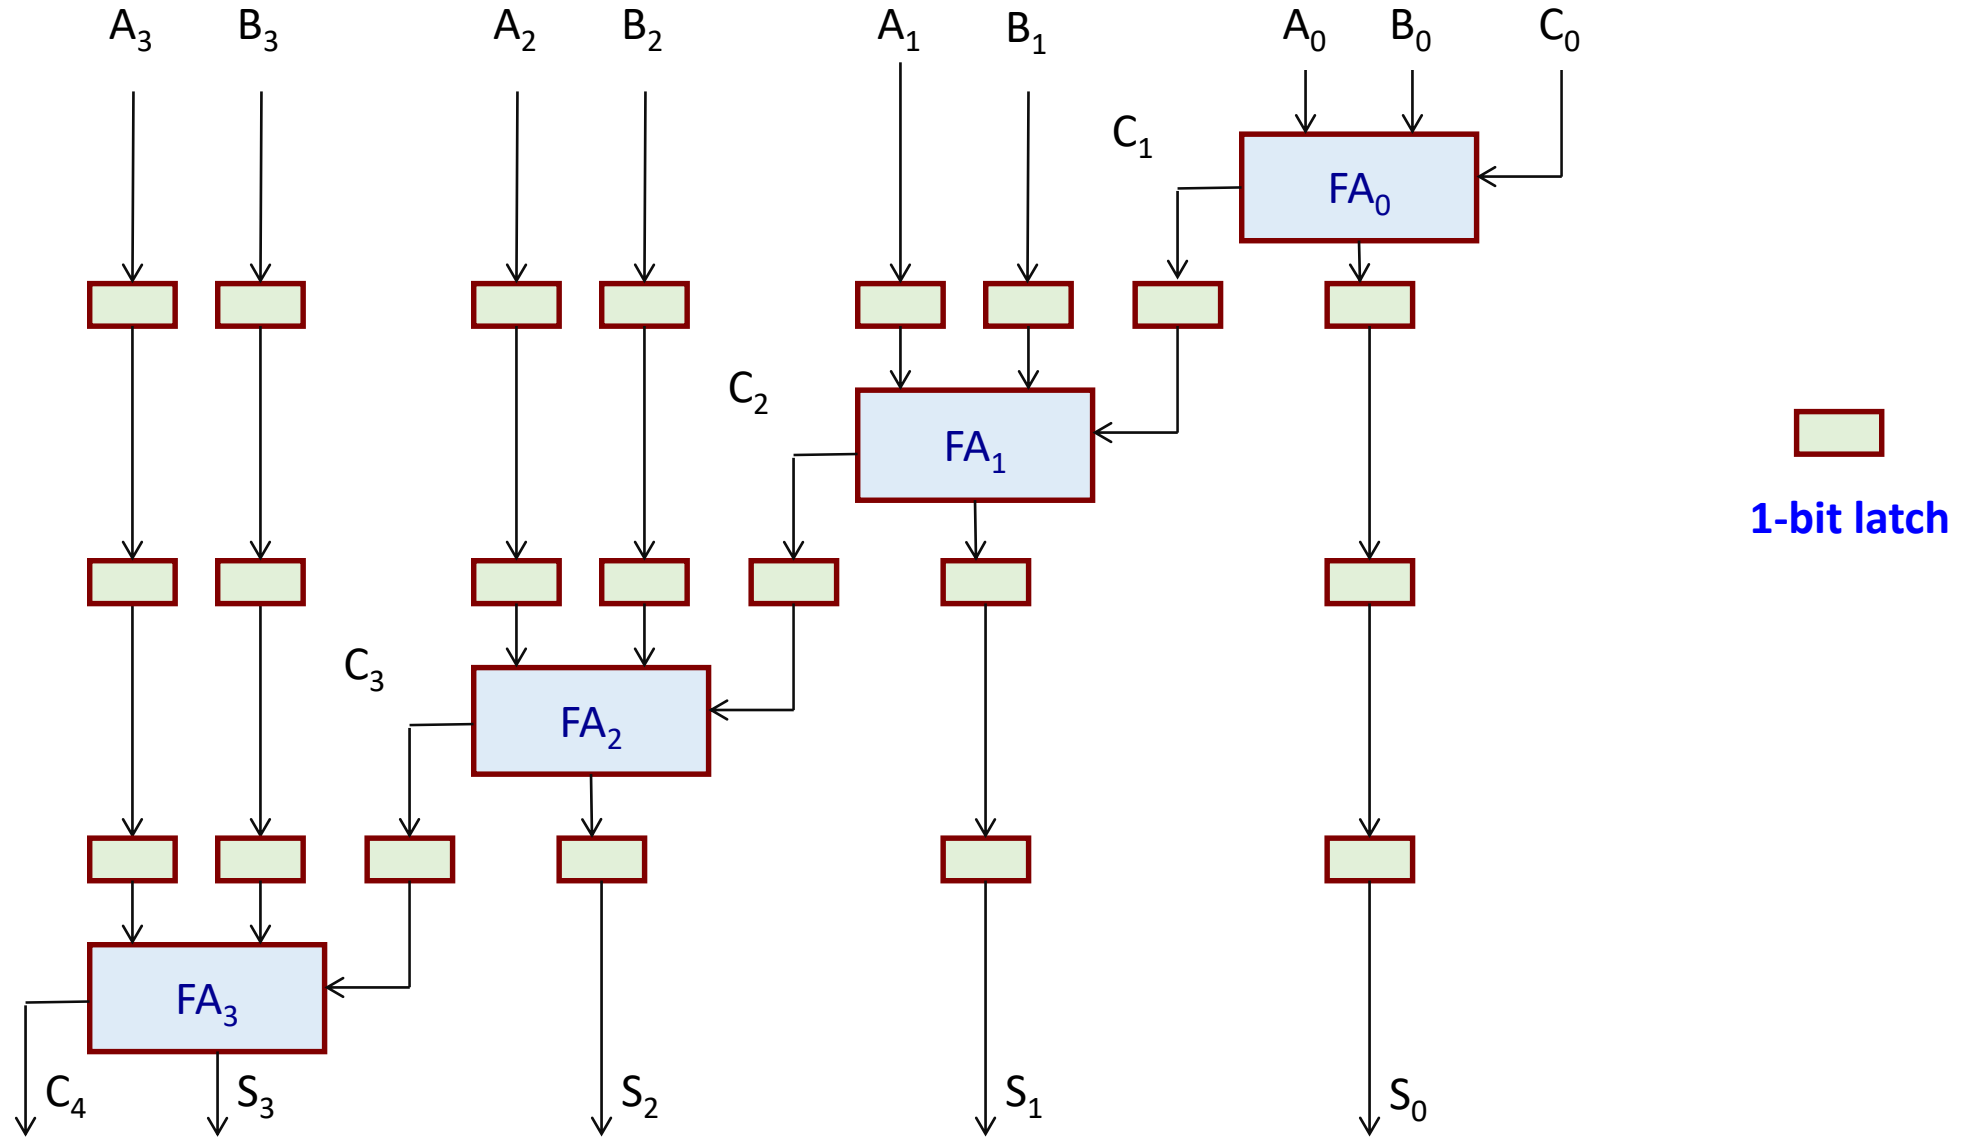 A₃ B₃ A₂ B₂ A₁ B₁ A₀ B₀ C₀
C₁
FA₀
C₂
FA₁
1-bit latch
C₃
FA₂
FA₃
C₄ S₃ S₂ S₁ S₀